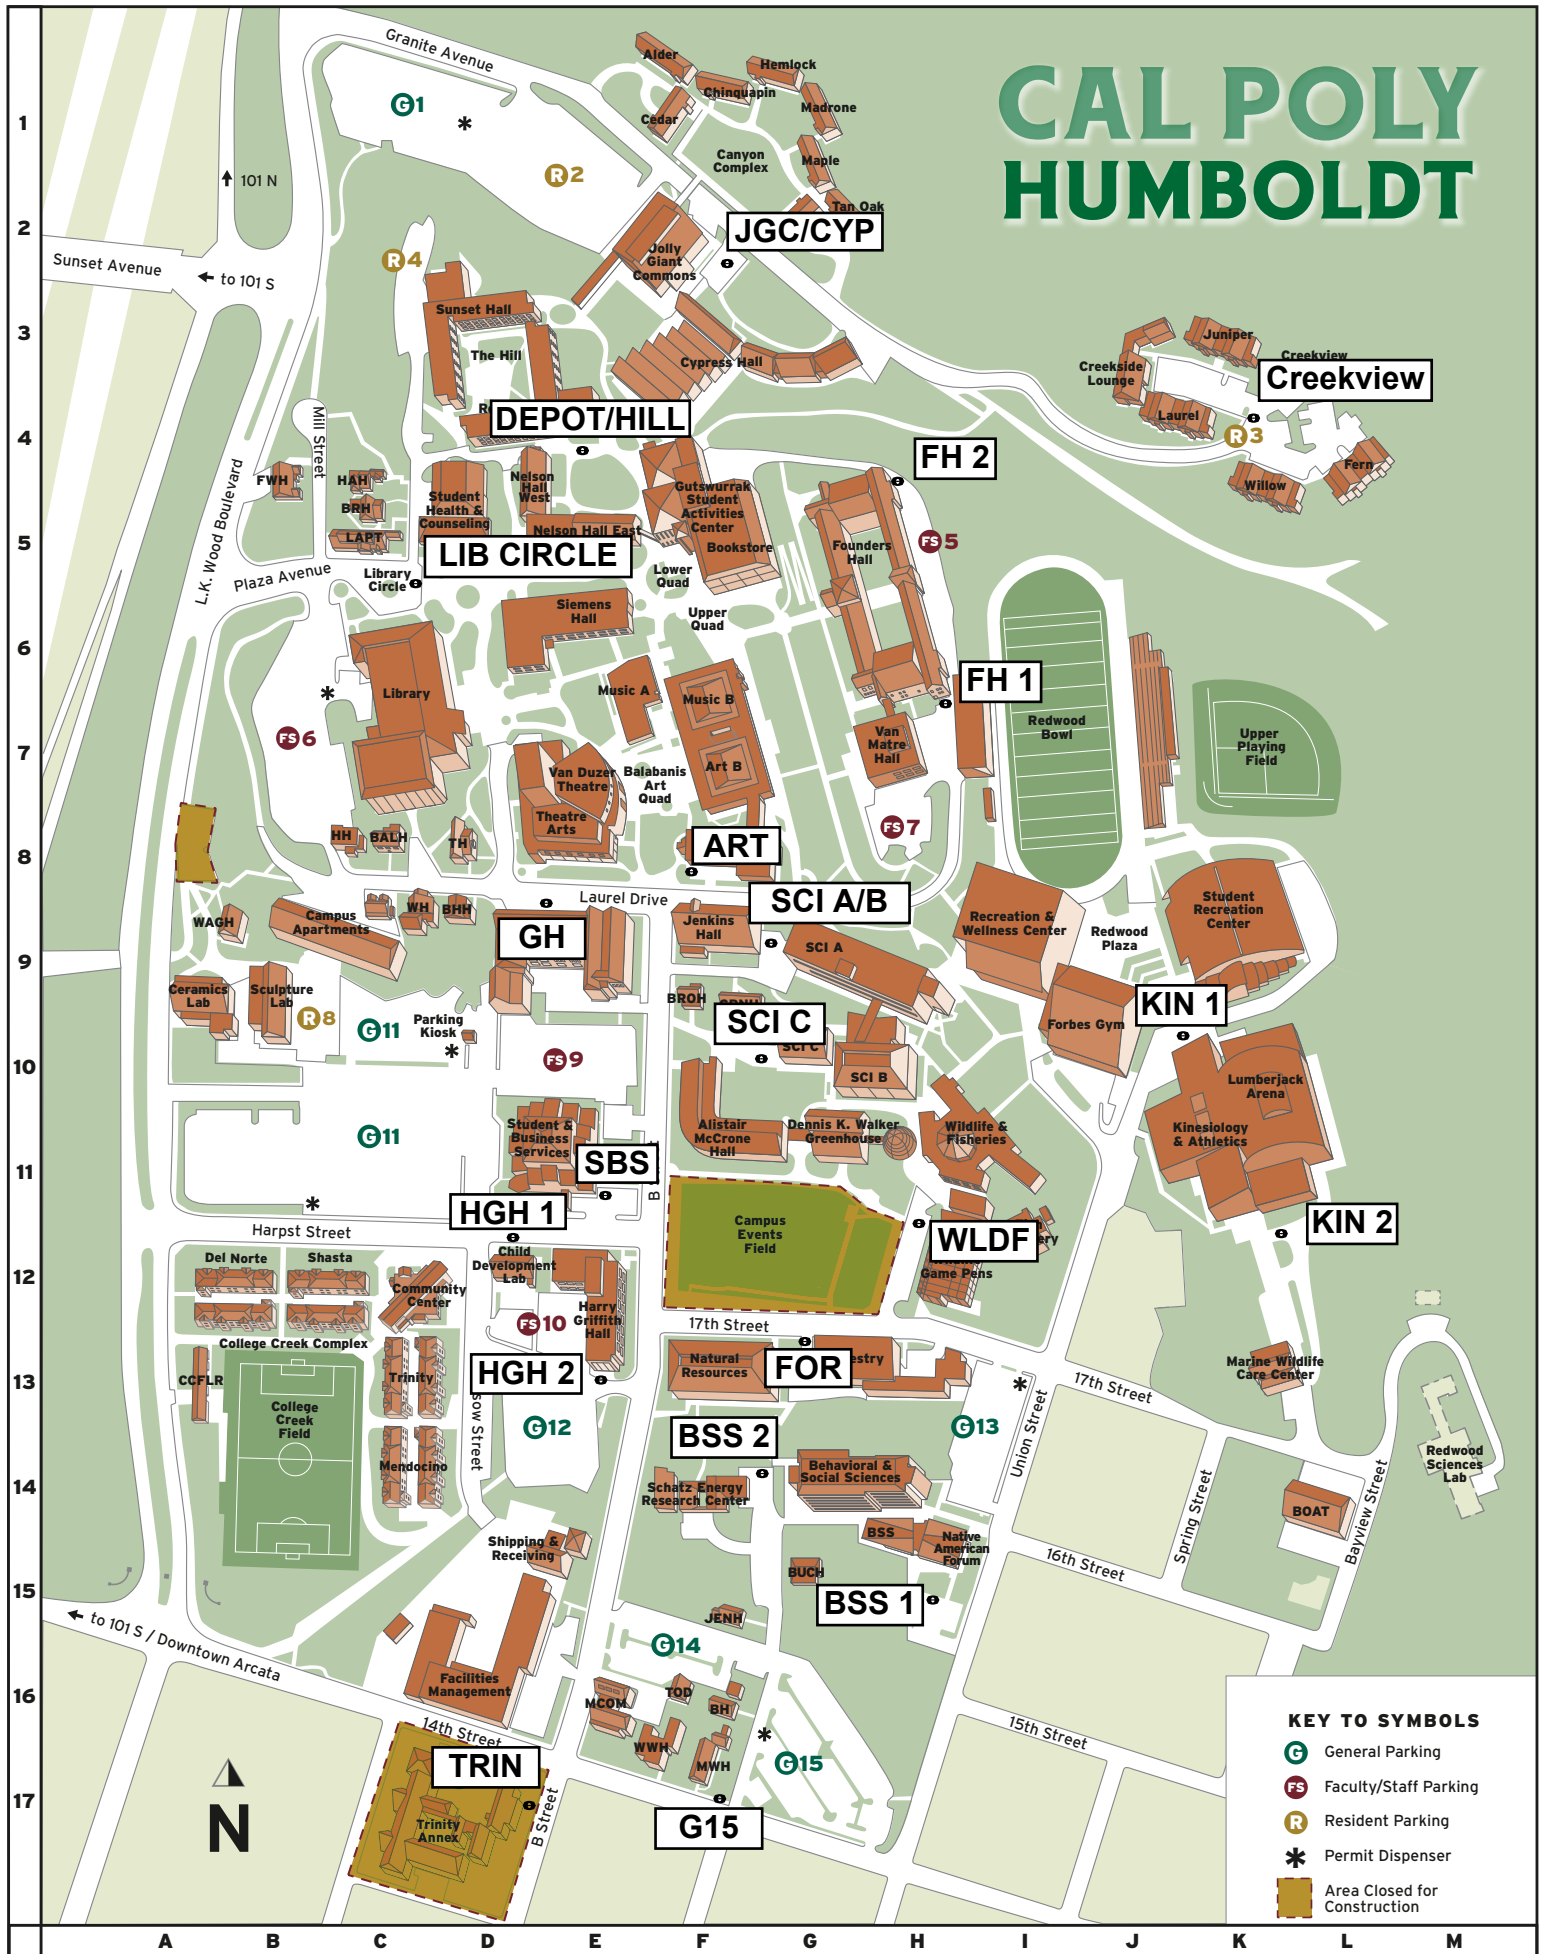 CAL POLY
HUMBOLDT
Granite Avenue
G1
R2
101 N
Sunset Avenue
to 101 S
R4
Alder
Chinquapin
Hemlock
Cedar
Madrone
Canyon
Complex
Maple
Tan Oak
JGC/CYP
Jolly
Giant
Commons
Sunset Hall
The Hill
Cypress Hall
Juniper
Creekview
Creekside
Lounge
Creekview
Laurel
R3
Fern
Willow
DEPOT/HILL
Mill Street
L.K. Wood Boulevard
FWH
HAH
BRH
LAPT
Student
Health &
Counseling
Nelson
Hall
West
Nelson Hall East
LIB CIRCLE
Gutswurrak
Student
Activities
Center
Bookstore
FH 2
FS5
Founders
Hall
Plaza Avenue
Library
Circle
Lower
Quad
Upper
Quad
Siemens
Hall
Library
Music A
Music B
FH 1
Redwood
Bowl
Upper
Playing
Field
FS6
Van
Matre
Hall
Van Duzer
Theatre
Balabanis
Art
Quad
Art B
Theatre
Arts
FS7
HH
BALH
TH
ART
Laurel Drive
SCI A/B
WAGH
Campus
Apartments
WH
BHH
GH
Jenkins
Hall
SCI A
Recreation &
Wellness Center
Redwood
Plaza
Student
Recreation
Center
Ceramics
Lab
Sculpture
Lab
R8
G11
Parking
Kiosk
FS9
BROH
SCI C
SCI C
SCI B
Forbes Gym
KIN 1
Lumberjack
Arena
Kinesiology
& Athletics
G11
Student &
Business
Services
SBS
Alistair
McCrone
Hall
Dennis K. Walker
Greenhouse
Wildlife &
Fisheries
HGH 1
Harpst Street
Campus
Events
Field
WLDF
Game Pens
KIN 2
Del Norte
Shasta
Community
Center
Child
Development
Lab
FS10
Harry
Griffith
Hall
College Creek Complex
17th Street
CCFLR
College
Creek
Field
Trinity
HGH 2
Natural
Resources
FOR
Marine Wildlife
Care Center
17th Street
G12
BSS 2
G13
Union Street
Mendocino
Schatz Energy
Research Center
Behavioral &
Social Sciences
Redwood
Sciences
Lab
BOAT
Spring Street
Bayview Street
Shipping &
Receiving
BSS
Native
American
Forum
16th Street
BUCH
BSS 1
JENH
to 101 S / Downtown Arcata
G14
Facilities
Management
MCOM
TOD
BH
WWH
MWH
G15
15th Street
14th Street
TRIN
Trinity
Annex
B Street
G15
N
KEY TO SYMBOLS
G General Parking
FS Faculty/Staff Parking
R Resident Parking
* Permit Dispenser
Area Closed for
Construction
1
2
3
4
5
6
7
8
9
10
11
12
13
14
15
16
17
A B C D E F G H I J K L M